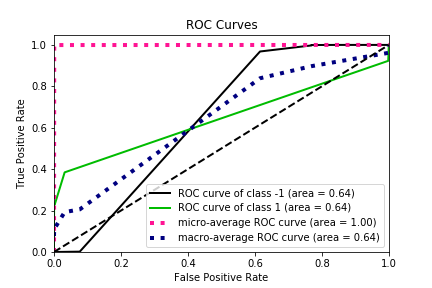 ROC Curves
1.0
0.8
0.6
0.4
0.2
0.0
True Positive Rate
ROC curve of class -1 (area = 0.64)
ROC curve of class 1 (area = 0.64)
micro-average ROC curve (area = 1.00)
macro-average ROC curve (area = 0.64)
0.0 0.2 0.4 0.6 0.8 1.0
False Positive Rate